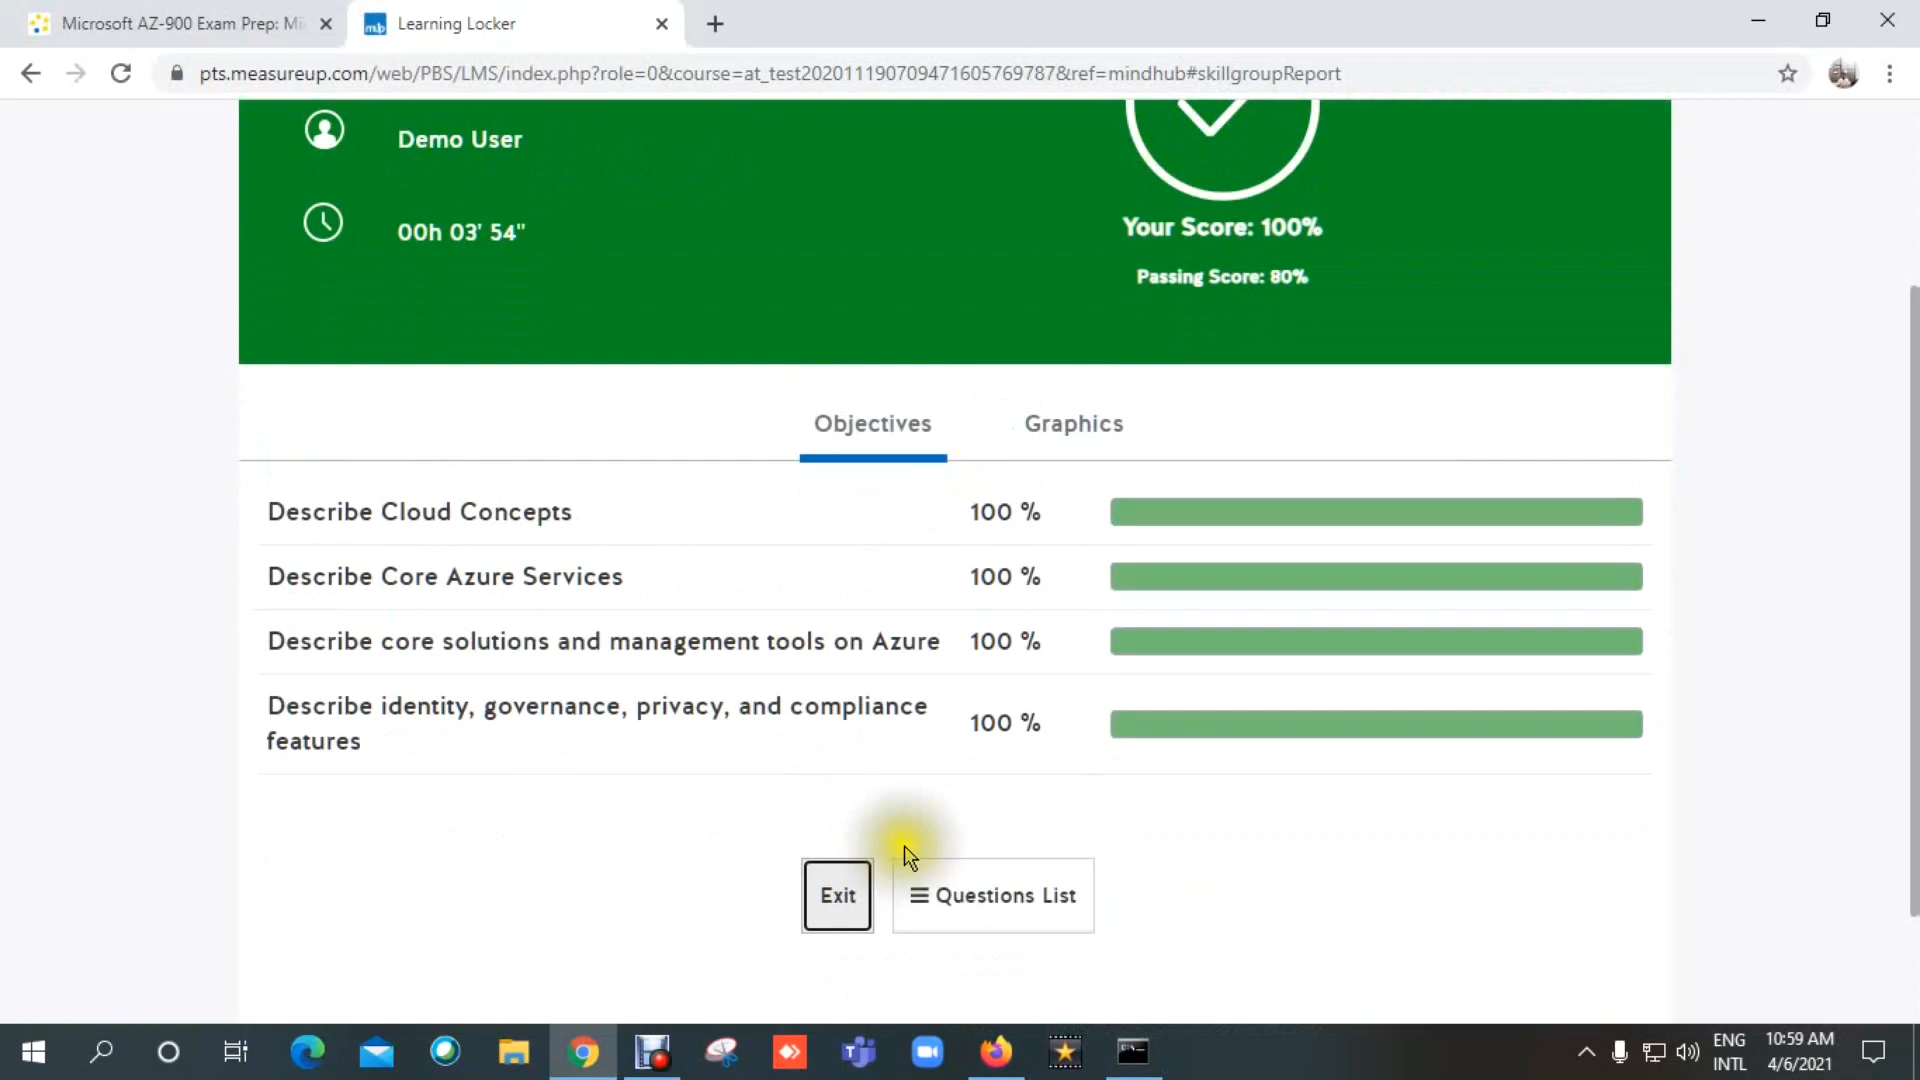 Microsoft AZ-900 Exam Prep: Mi
Learning Locker
pts.measureup.com/web/PBS/LMS/index.php?role=0&course=at_test20201119070947160576978​7&ref=mindhub#skillgroupReport
Demo User
00h 03' 54"
Your Score: 100%
Passing Score: 80%
Objectives
Graphics
Describe Cloud Concepts 100 %
Describe Core Azure Services 100 %
Describe core solutions and management tools on Azure 100 %
Describe identity, governance, privacy, and compliance
features
100 %
Exit
Questions List
ENG
INTL
10:59 AM
4/6/2021